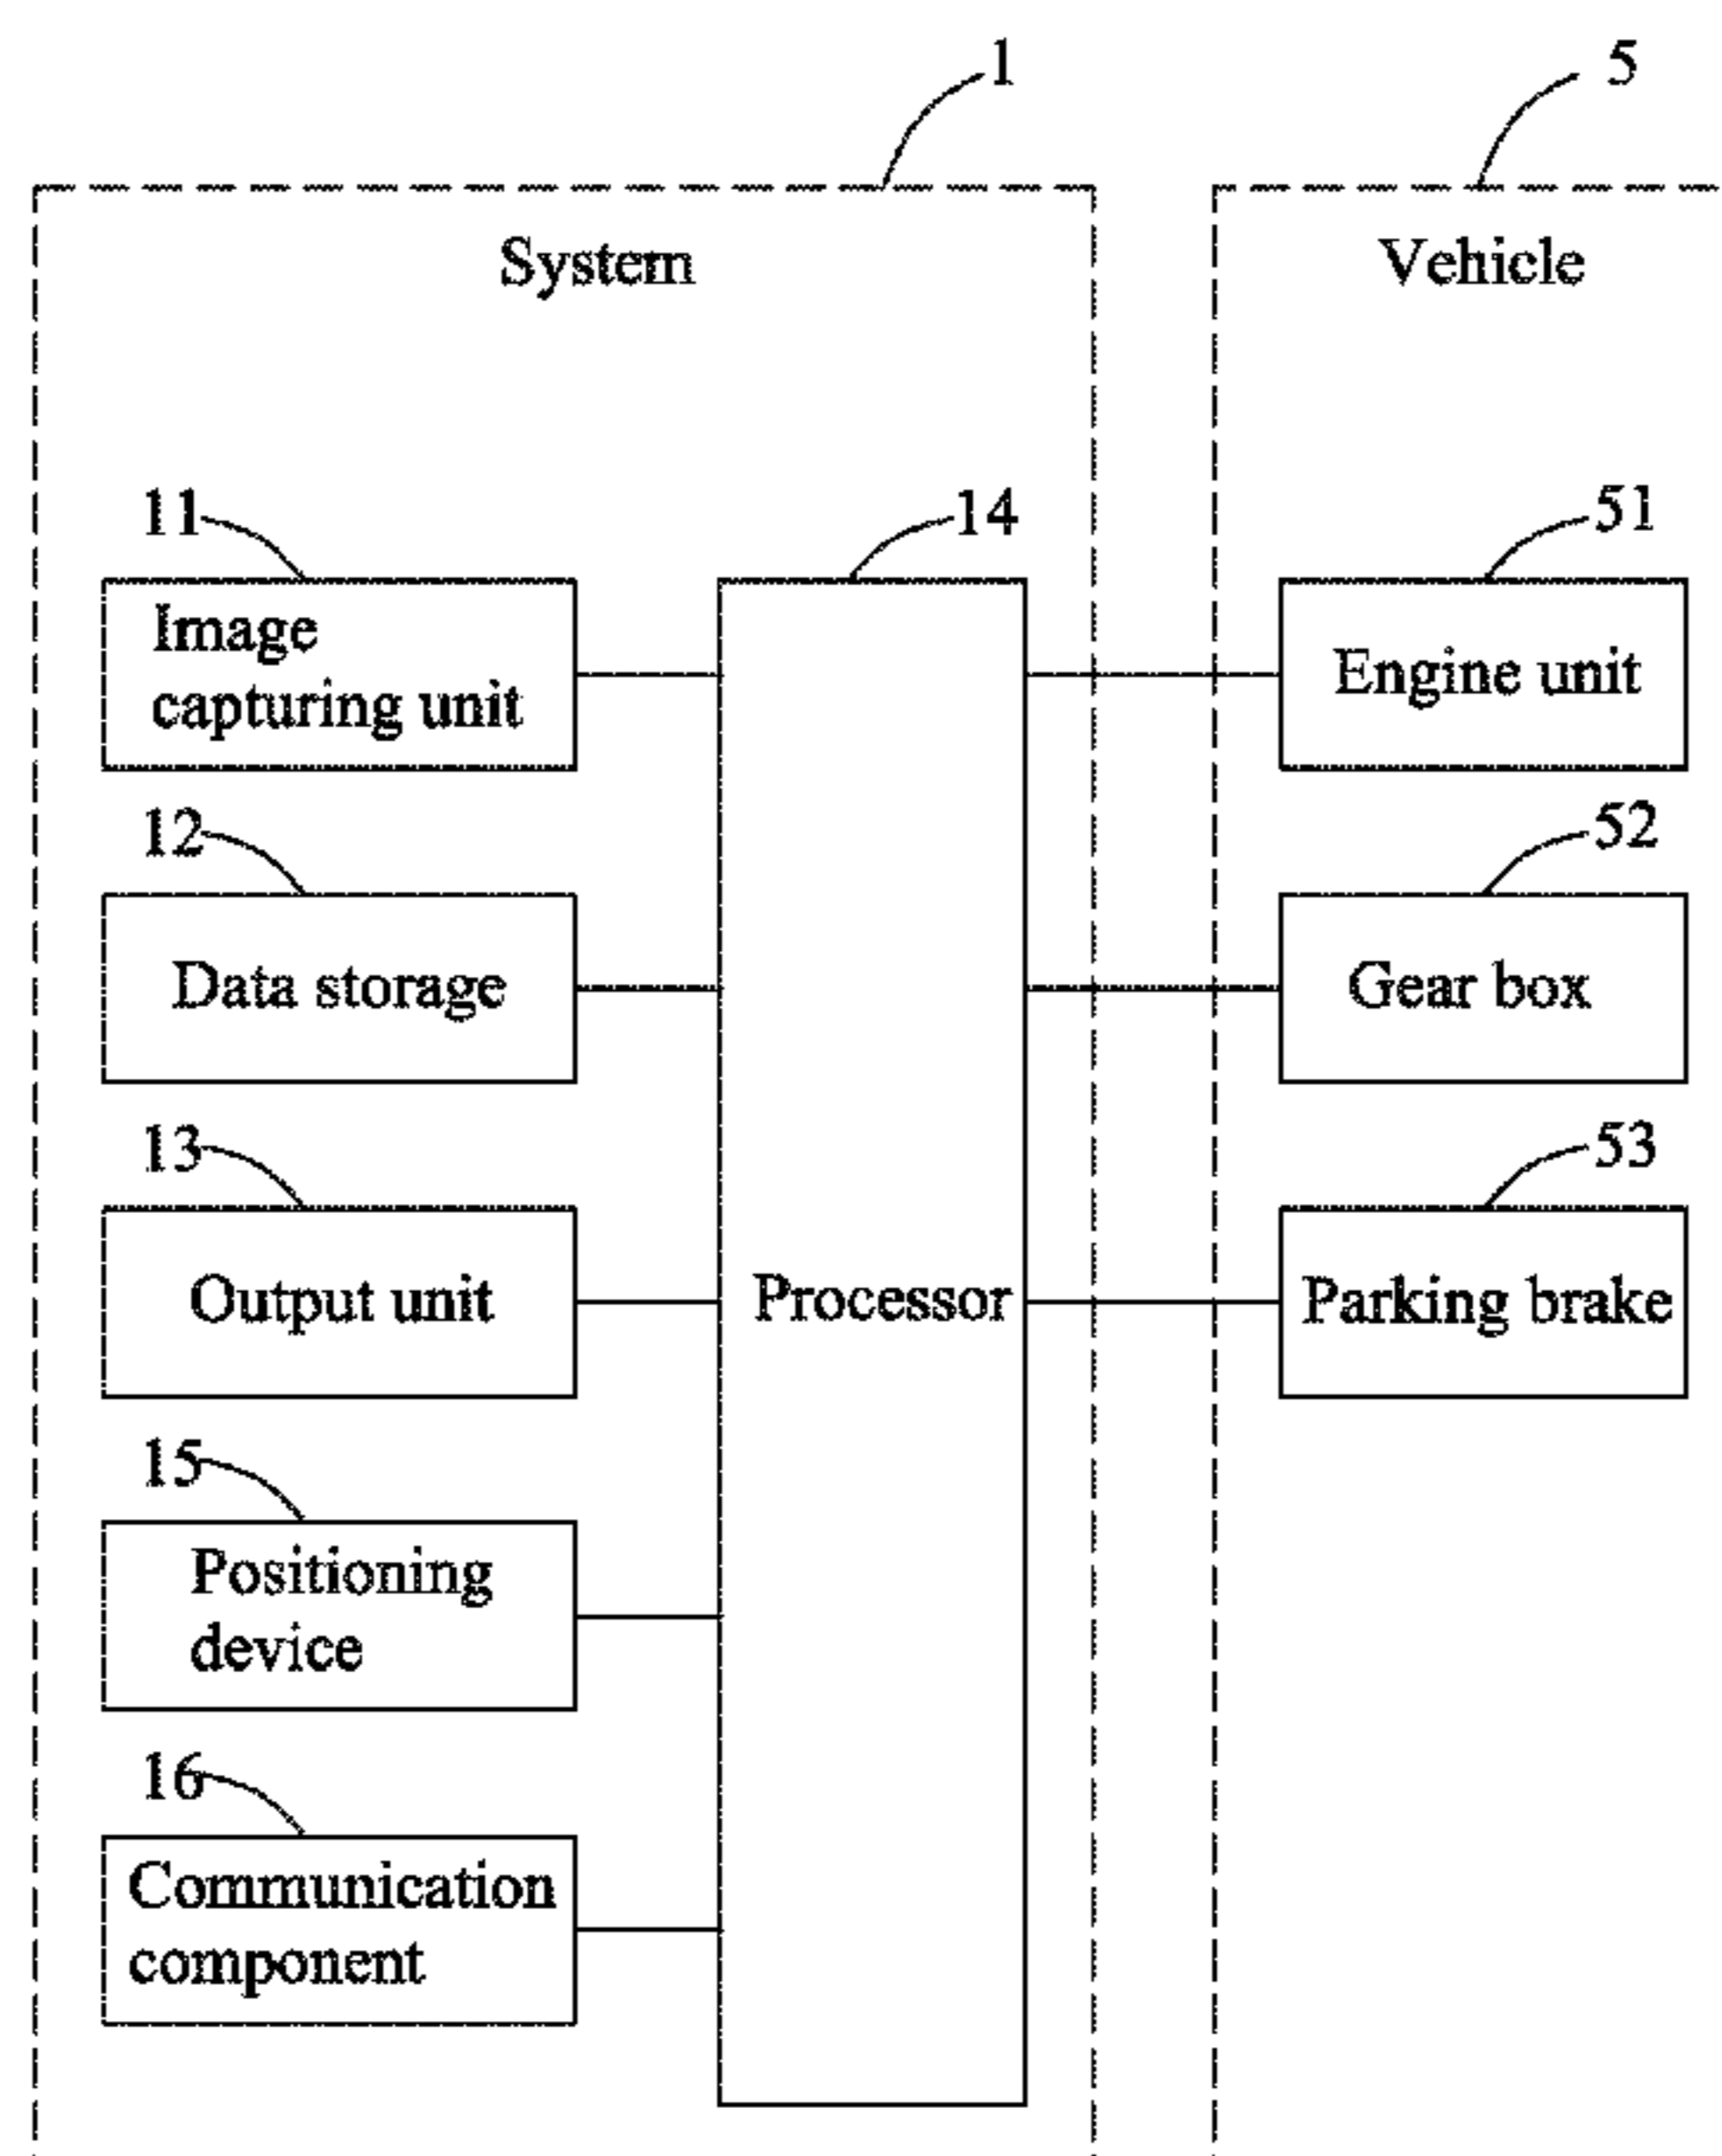 1
5
System
Vehicle
11
14
51
Image
capturing unit
Engine unit
12
52
Data storage
Gear box
13
53
Output unit
Processor
Parking brake
15
Positioning
device
16
Communication
component